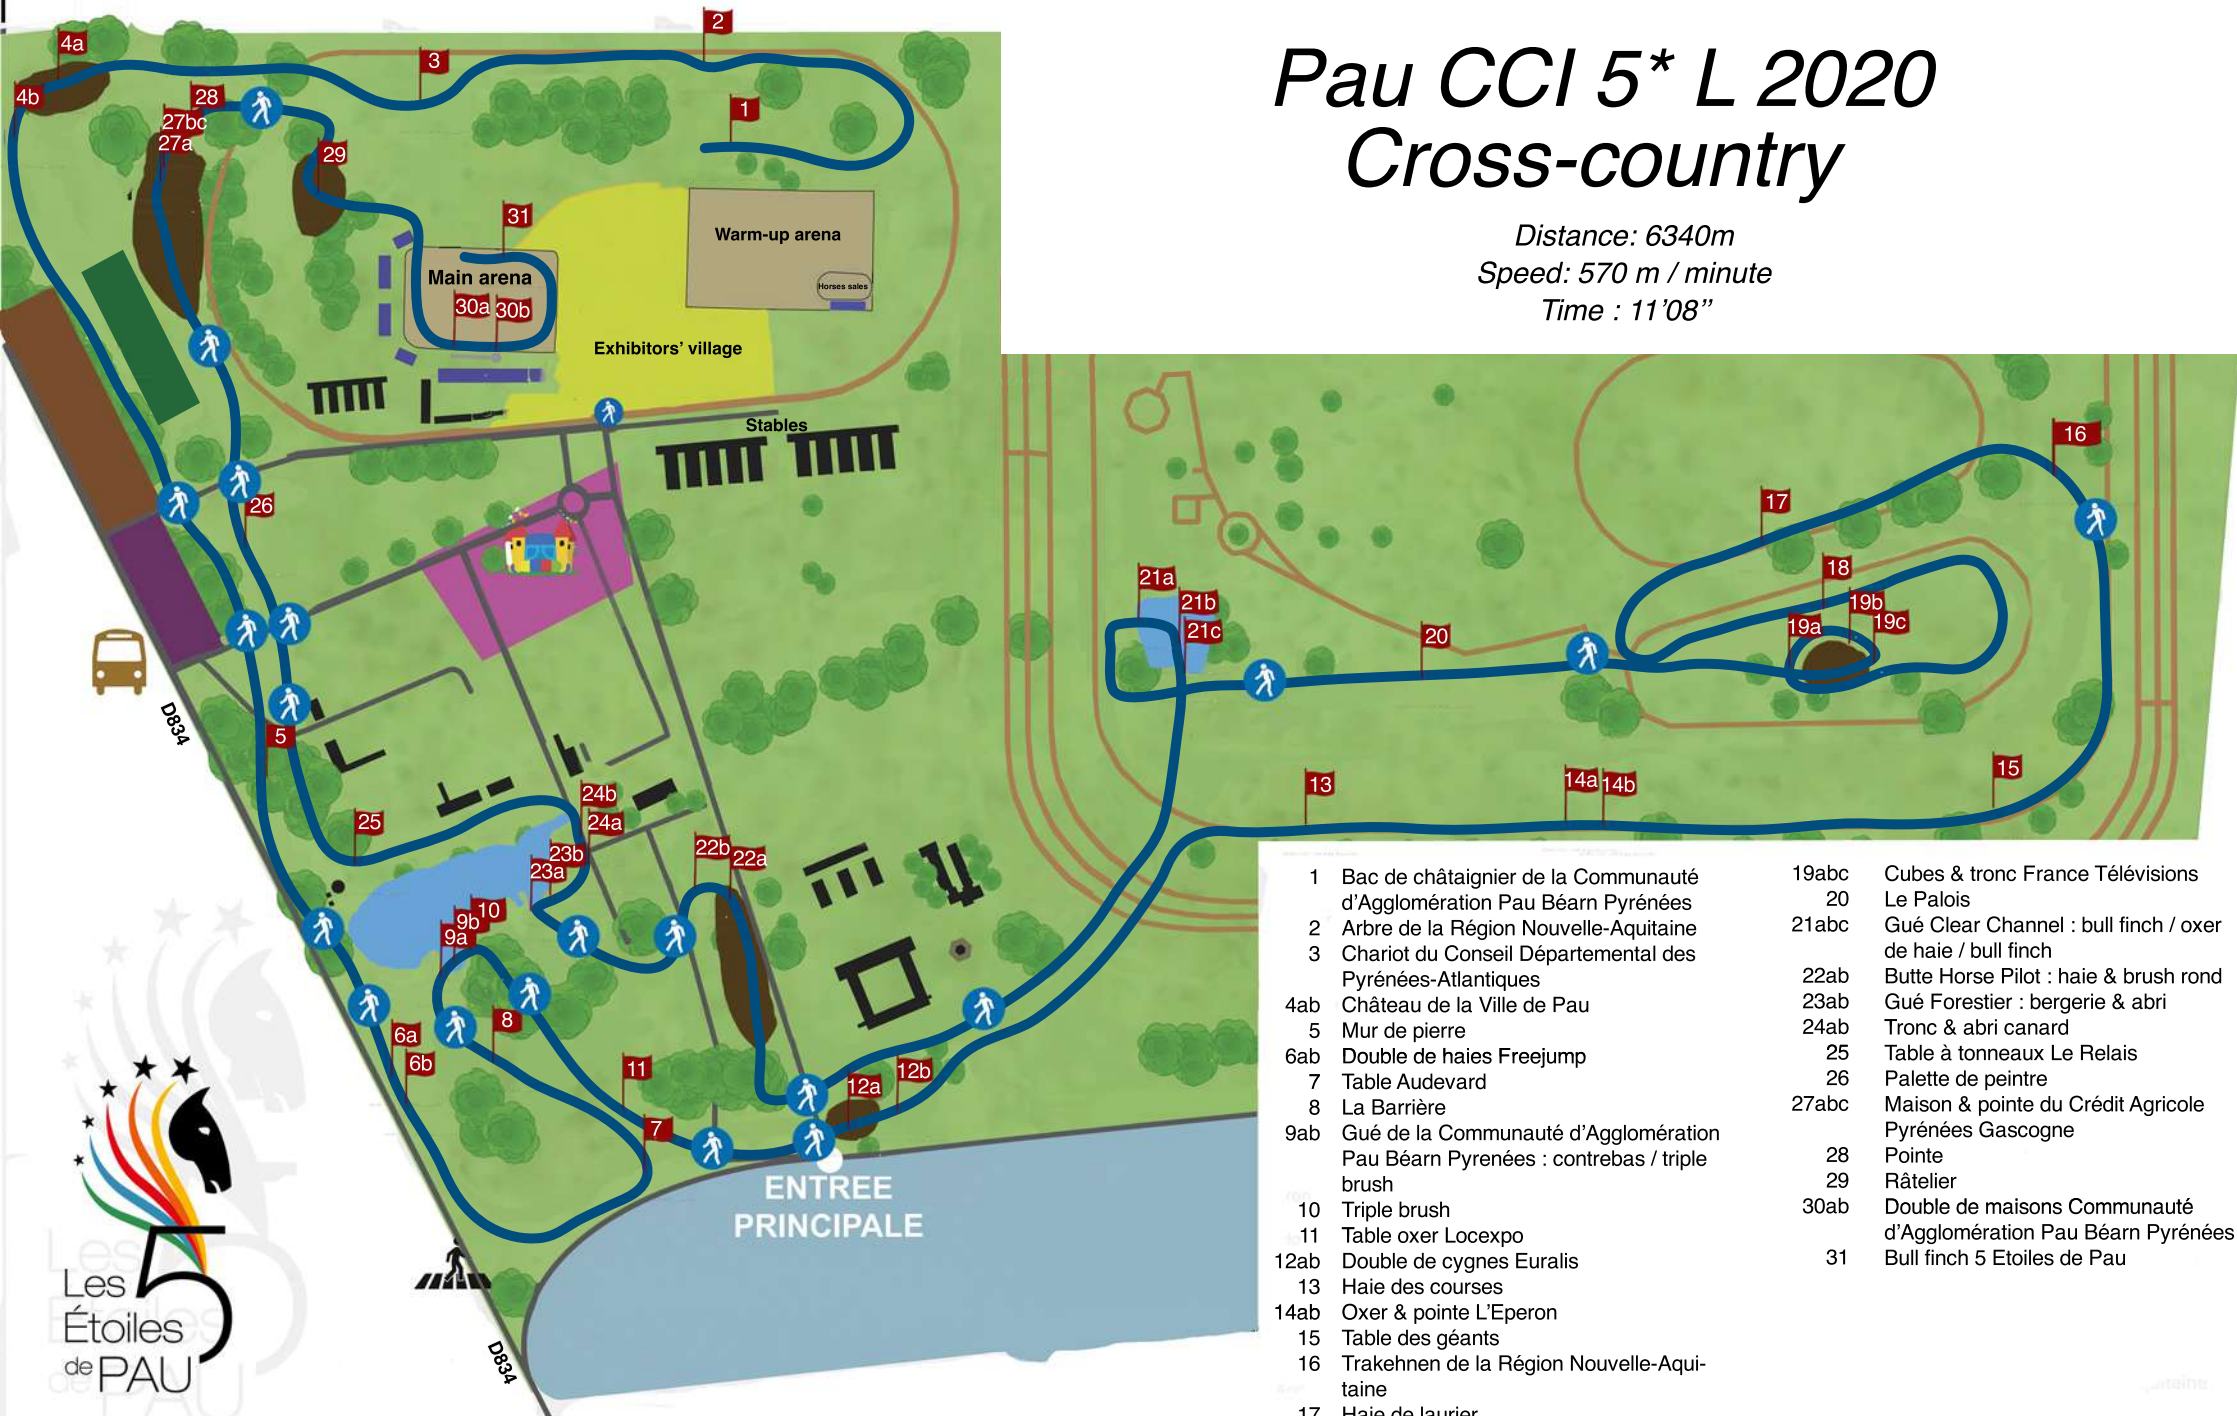 Pau CCI 5* L 2020
Cross-country
Distance: 6340m
Speed: 570 m / minute
Time : 11’08’’
4a
3
2
4b
28
27bc
27a
1
29
31
Main arena
30a
30b
Warm-up arena
Horses sales
Exhibitors’ village
Stables
26
D834
5
25
24b
24a
23b
23a
22b
22a
10
9b
9a
8
6a
6b
11
7
12a
12b
ENTREE
PRINCIPALE
D834
16
17
18
19b
19a
19c
21a
21b
21c
20
13
14a
14b
15
Les
Étoiles
de PAU
5
1 Bac de châtaignier de la Communauté
d’Agglomération Pau Béarn Pyrénées
2 Arbre de la Région Nouvelle-Aquitaine
3 Chariot du Conseil Départemental des
Pyrénées-Atlantiques
4ab Château de la Ville de Pau
5 Mur de pierre
6ab Double de haies Freejump
7 Table Audevard
8 La Barrière
9ab Gué de la Communauté d’Agglomération
Pau Béarn Pyrenées : contrebas / triple
brush
10 Triple brush
11 Table oxer Locexpo
12ab Double de cygnes Euralis
13 Haie des courses
14ab Oxer & pointe L’Eperon
15 Table des géants
16 Trakehnen de la Région Nouvelle-Aqui-
taine
17 Haie de laurier
19abc Cubes & tronc France Télévisions
20 Le Palois
21abc Gué Clear Channel : bull finch / oxer
de haie / bull finch
22ab Butte Horse Pilot : haie & brush rond
23ab Gué Forestier : bergerie & abri
24ab Tronc & abri canard
25 Table à tonneaux Le Relais
26 Palette de peintre
27abc Maison & pointe du Crédit Agricole
Pyrénées Gascogne
28 Pointe
29 Râtelier
30ab Double de maisons Communauté
d’Agglomération Pau Béarn Pyrénées
31 Bull finch 5 Etoiles de Pau